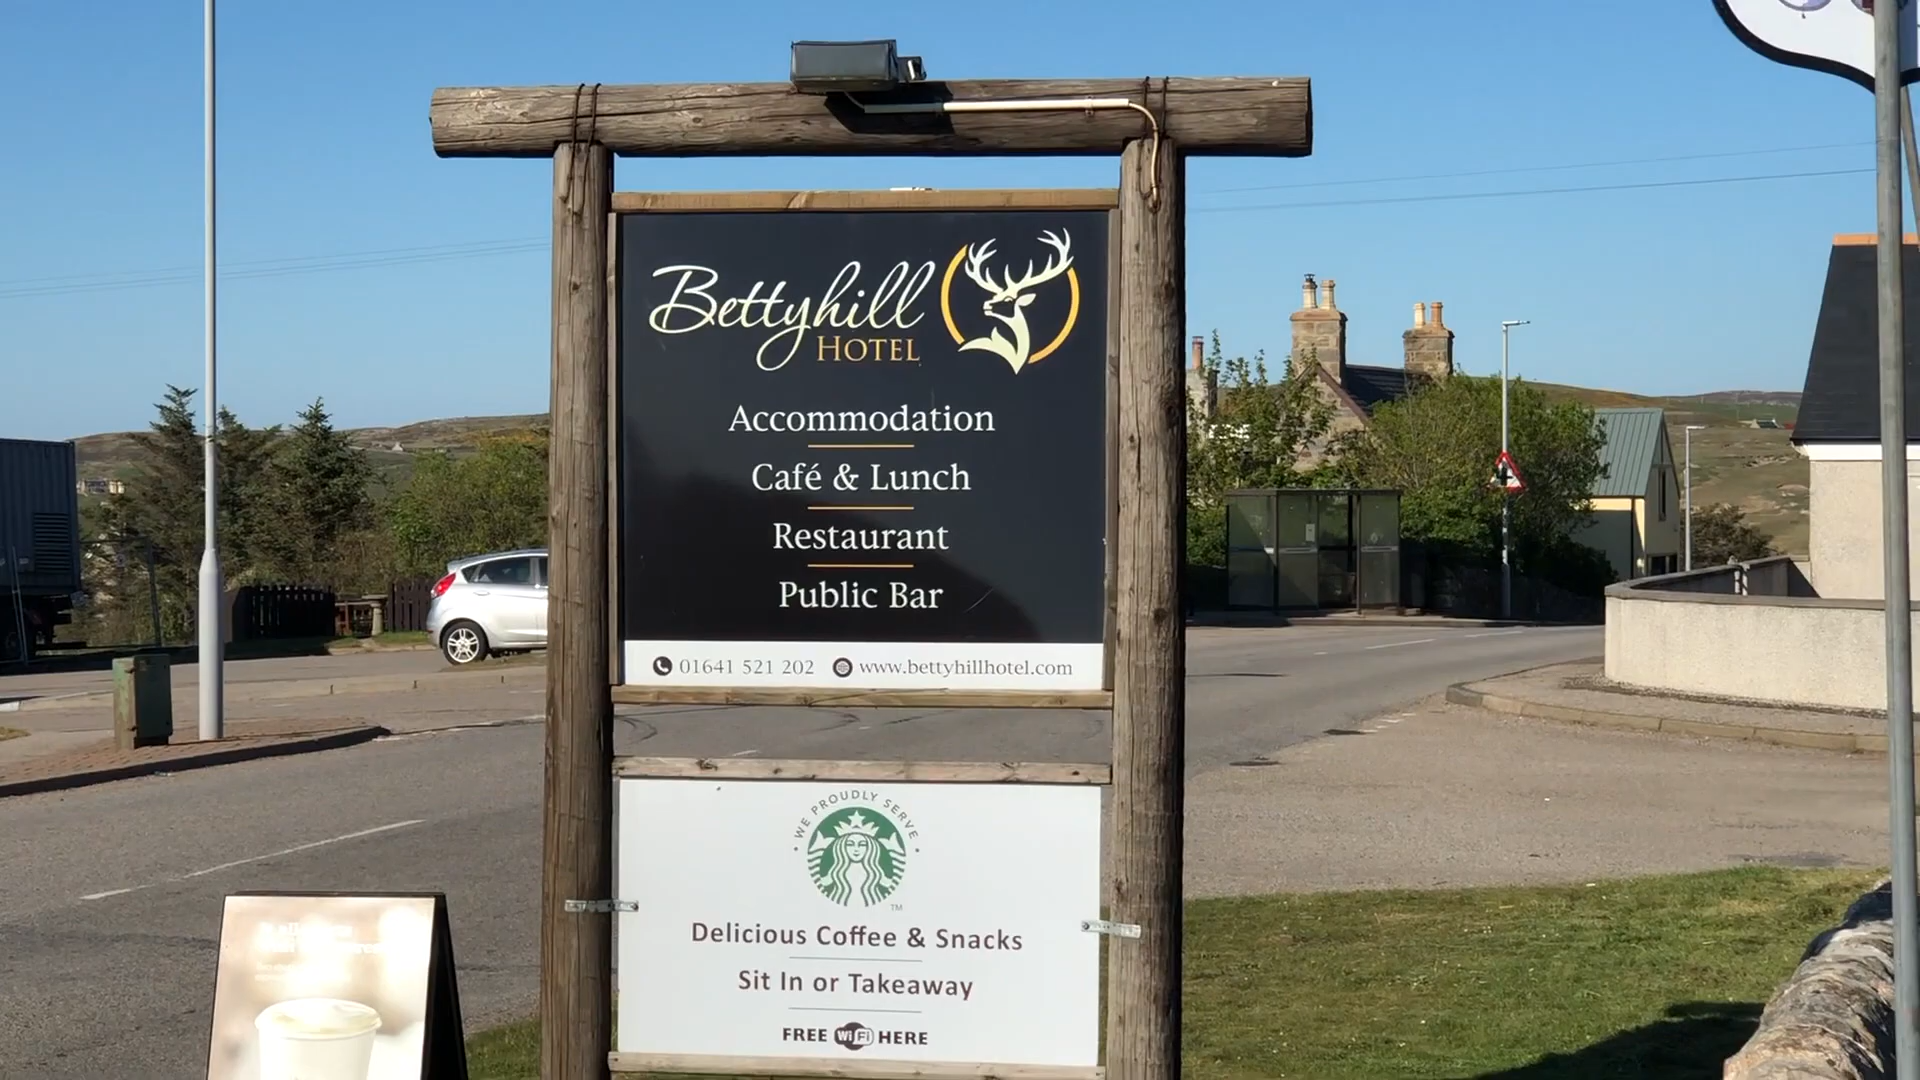 Bettyhill
HOTEL
Accommodation
Café & Lunch
Restaurant
Public Bar
01641 521 202 www.bettyhillhotel.com
WE PROUDLY SERVE
TM
Delicious Coffee & Snacks
Sit In or Takeaway
FREE WiFi HERE